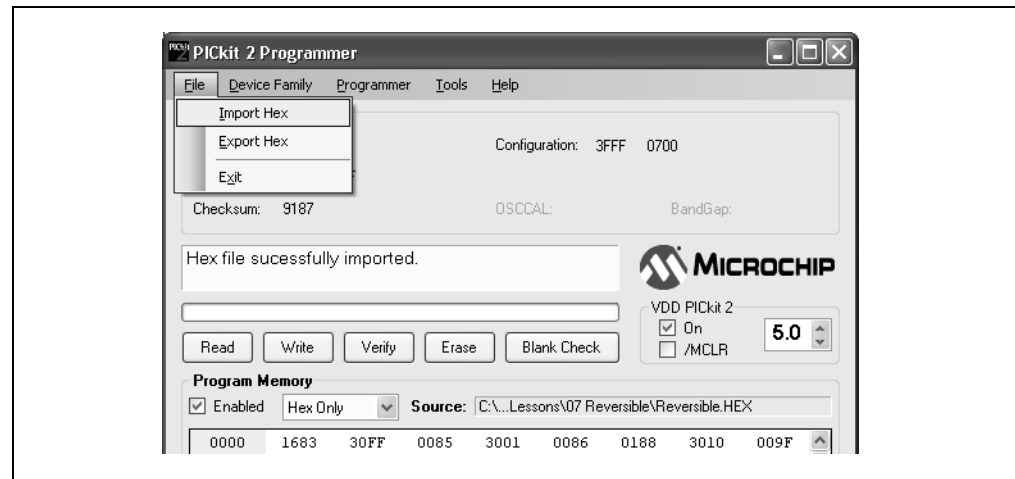 PICkit 2 Programmer
File Device Family Programmer Tools Help
Import Hex
Export Hex
Exit
Configuration: 3FFF 0700
Checksum: 9187 OSCCAL: BandGap:
Hex file sucessfully imported.
MICROCHIP
VDD PICkit 2
On
/MCLR
5.0
Read Write Verify Erase Blank Check
Program Memory
Enabled Hex Only Source: C:\...Lessons\07 Reversible\Reversible.HEX
0000 1683 30FF 0085 3001 0086 0188 3010 009F